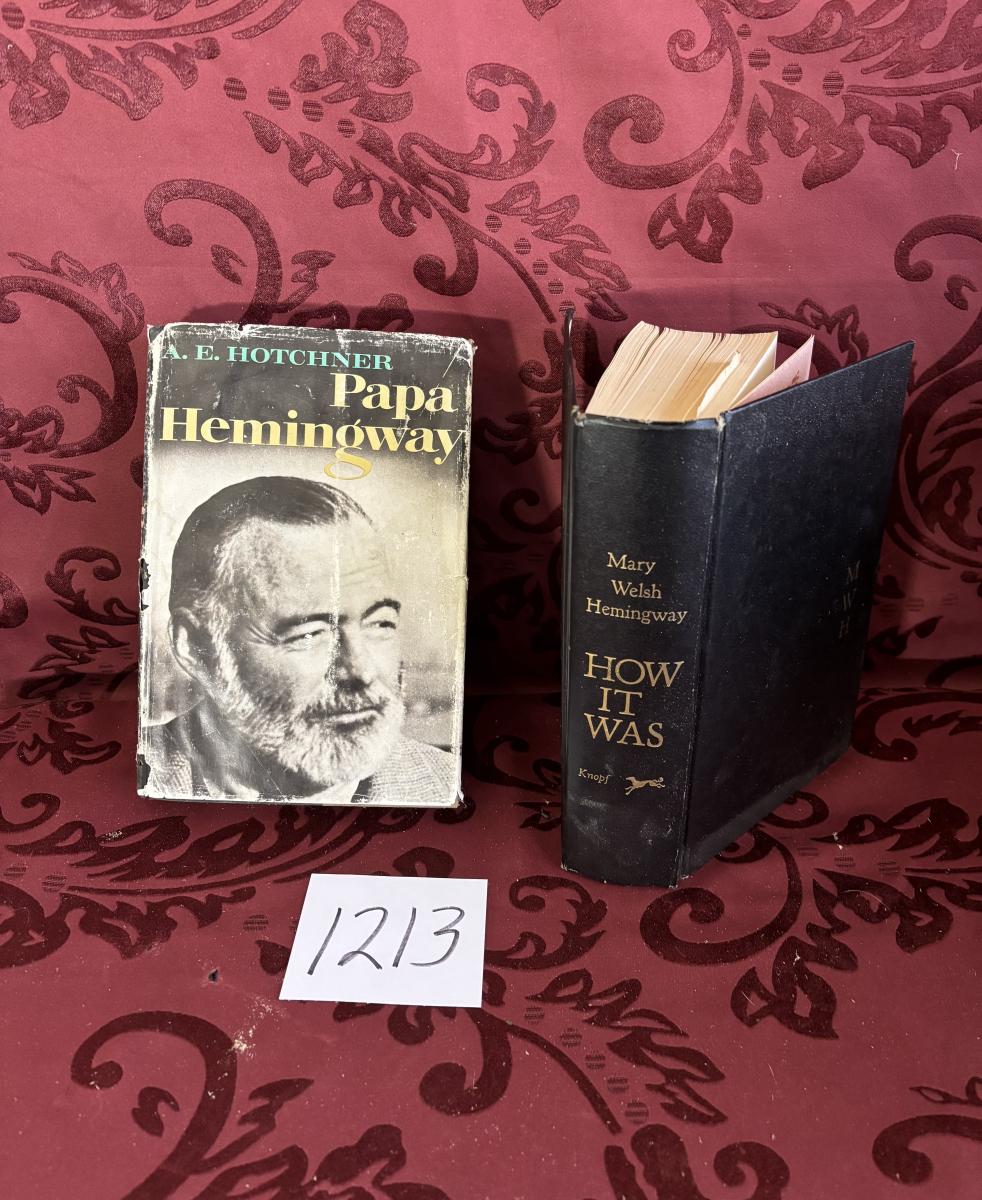 A. E. HOTCHNER
Papa
Hemingway
Mary
Welsh
Hemingway
HOW
IT
WAS
Knopf
M
W
H
1213